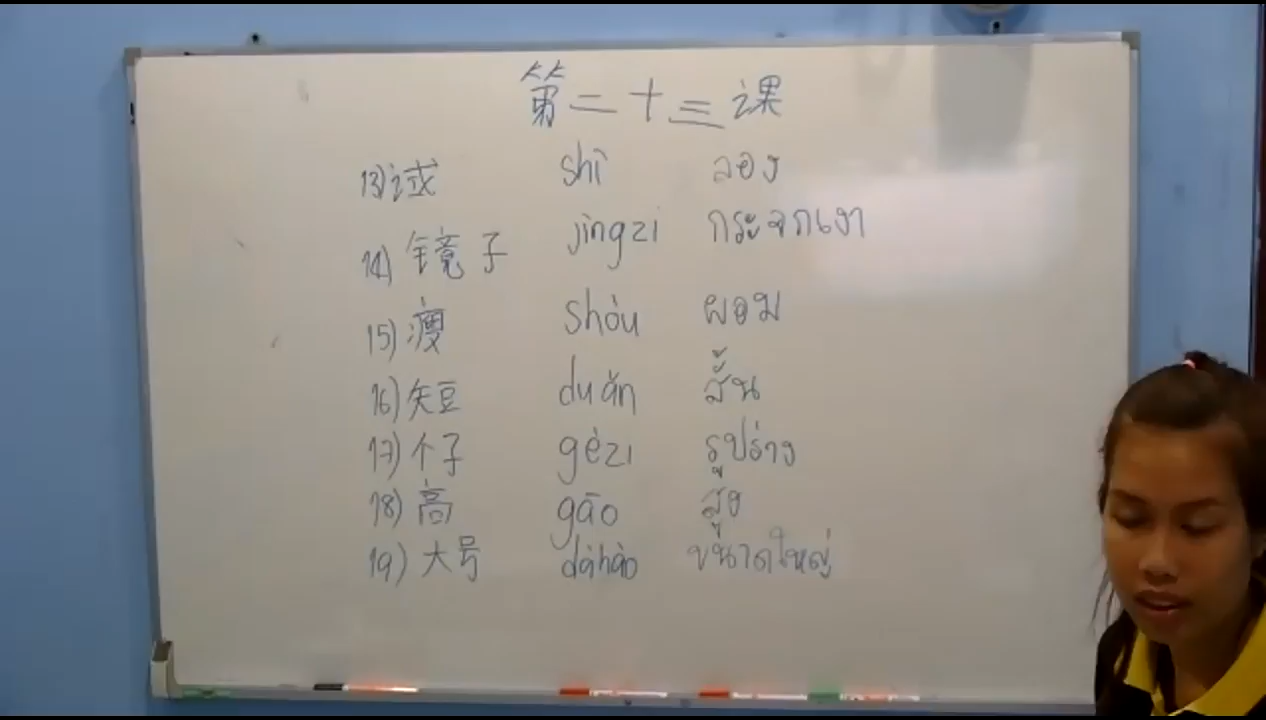 第二十三课
13) 试 shì ลอง
14) 镜子 jìngzi กระจกเงา
15) 瘦 shòu ผอม
16) 短 duǎn สั้น
17) 个子 gèzi รูปร่าง
18) 高 gāo สูง
19) 大号 dàhào ขนาดใหญ่